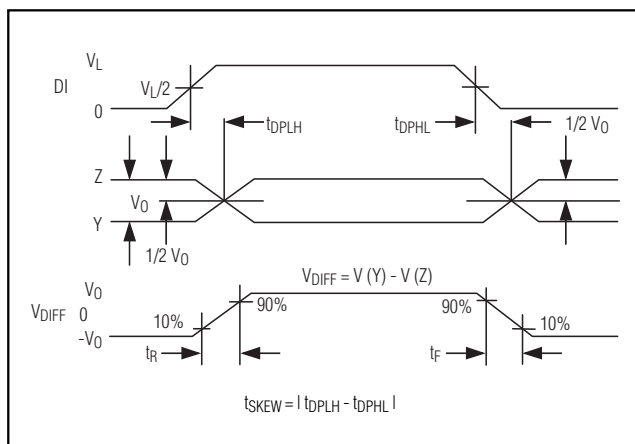 V_L
DI
V_L/2
0
t_DPLH
t_DPHL
1/2 V_O
Z
V_O
Y
1/2 V_O
V_DIFF = V (Y) - V (Z)
V_O
V_DIFF 0
-V_O
10%
90%
90%
10%
t_R
t_F
t_SKEW = | t_DPLH - t_DPHL |